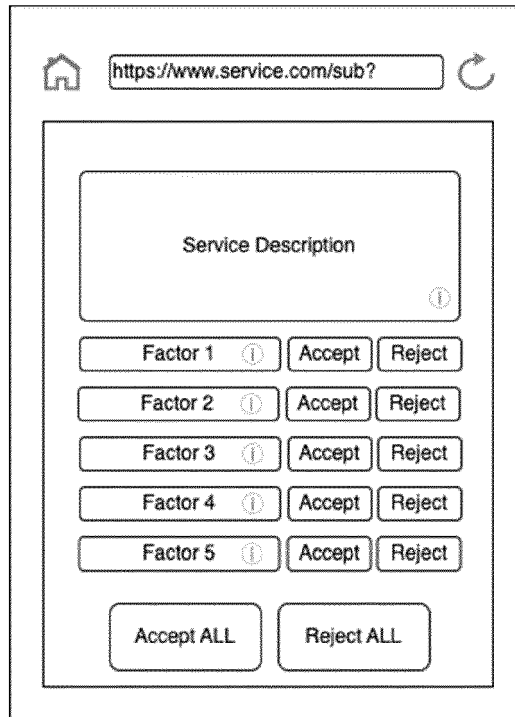 https://www.service.com/sub?
Service Description
i
Factor 1 i Accept Reject
Factor 2 i Accept Reject
Factor 3 i Accept Reject
Factor 4 i Accept Reject
Factor 5 i Accept Reject
Accept ALL Reject ALL